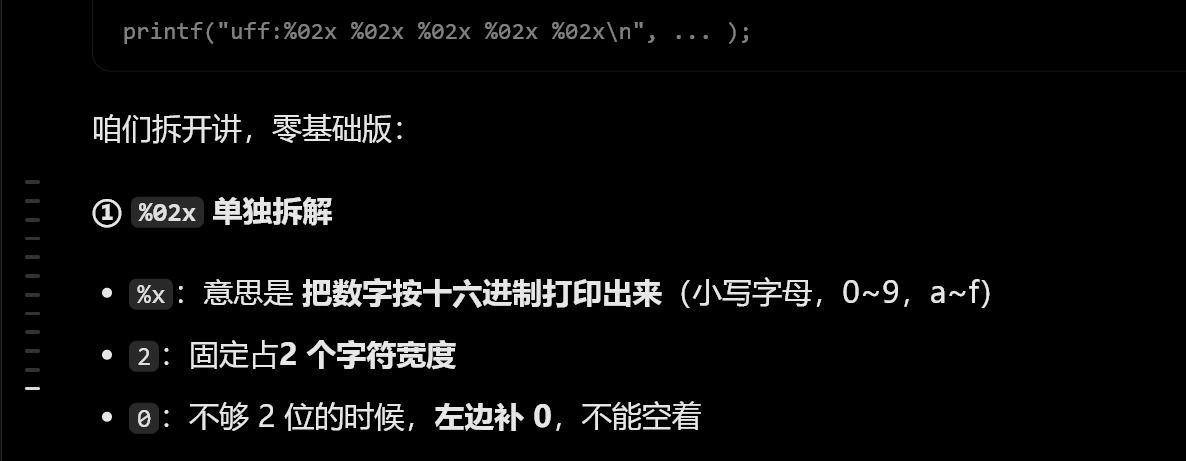 printf("uff:%02x %02x %02x %02x %02x\n", ... );
咱们拆开讲，零基础版：
① %02x 单独拆解
• %x：意思是 把数字按十六进制打印出来（小写字母，0~9，a~f）
• 2：固定占2 个字符宽度
• 0：不够 2 位的时候，左边补 0，不能空着